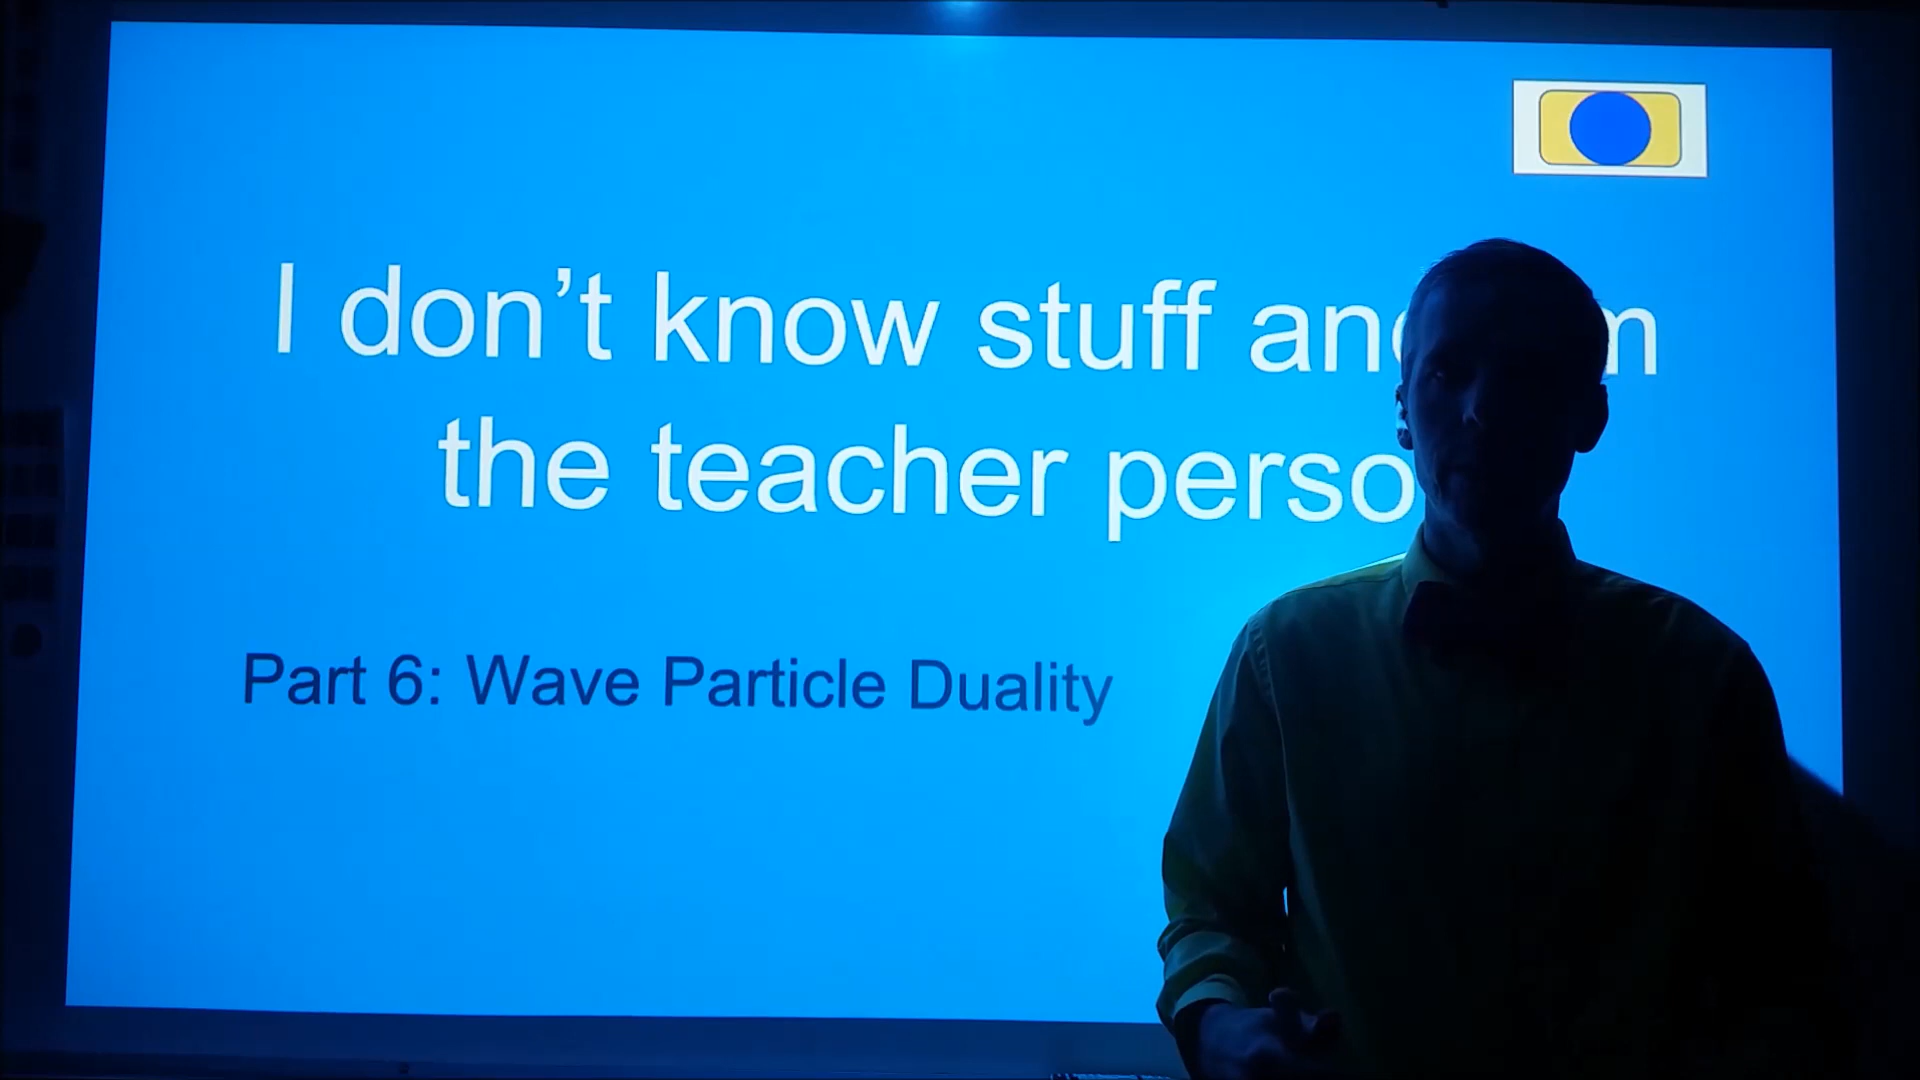 I don’t know stuff an m
the teacher perso
Part 6: Wave Particle Duality